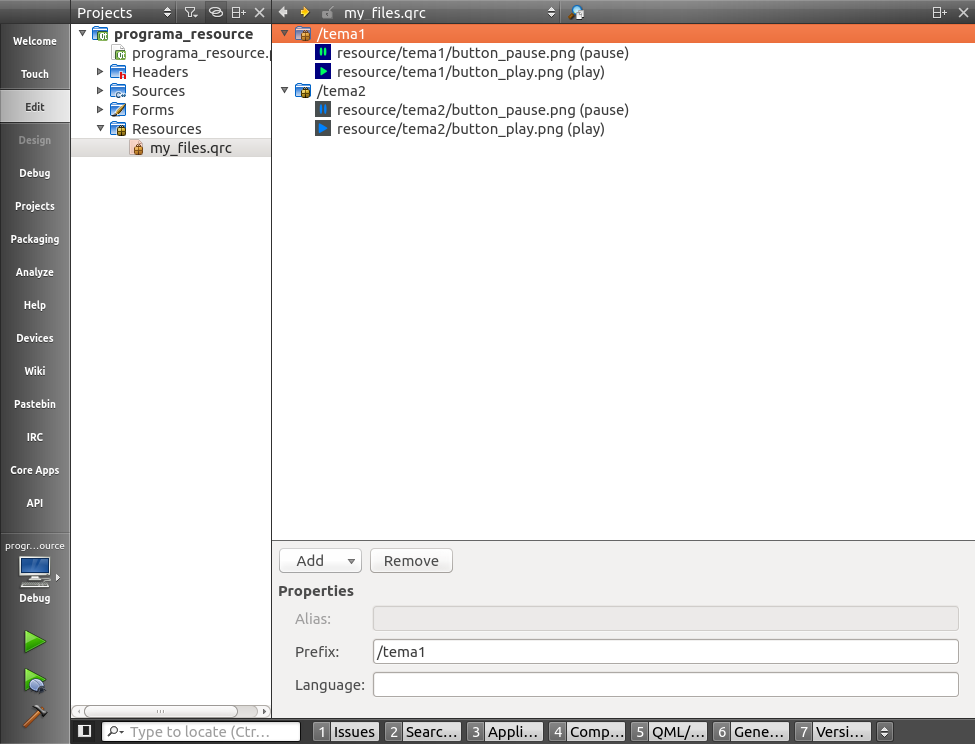 Projects
my_files.qrc
Welcome
Touch
Edit
Design
Debug
Projects
Packaging
Analyze
Help
Devices
Wiki
Pastebin
IRC
Core Apps
API
progr...ource
Debug
programa_resource
programa_resource.p
Headers
Sources
Forms
Resources
my_files.qrc
/tema1
resource/tema1/button_pause.png (pause)
resource/tema1/button_play.png (play)
/tema2
resource/tema2/button_pause.png (pause)
resource/tema2/button_play.png (play)
Add
Remove
Properties
Alias:
Prefix: /tema1
Language:
Type to locate (Ctr...
1 Issues
2 Searc...
3 Appli...
4 Comp...
5 QML/...
6 Gene...
7 Versi...